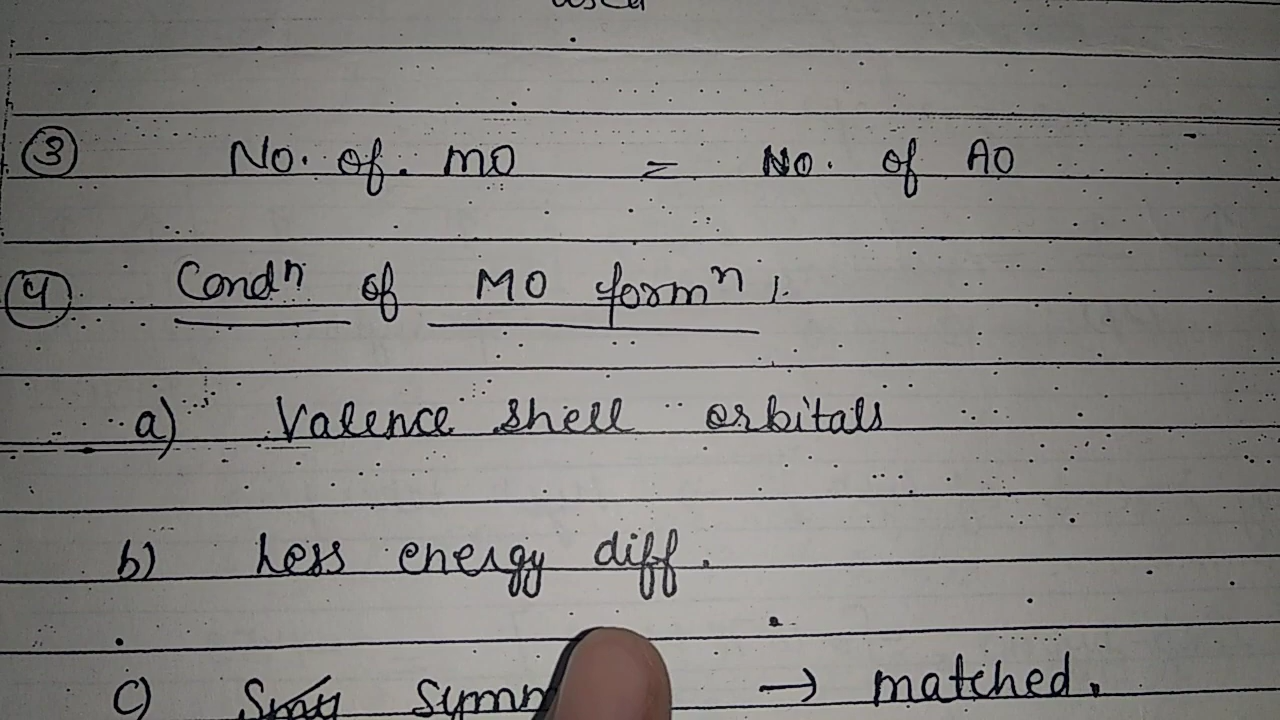 ③ No. of. MO = No. of AO
④ Condⁿ of MO formⁿ :
a) Valence shell orbitals
b) Less energy diff.
c) → matched.